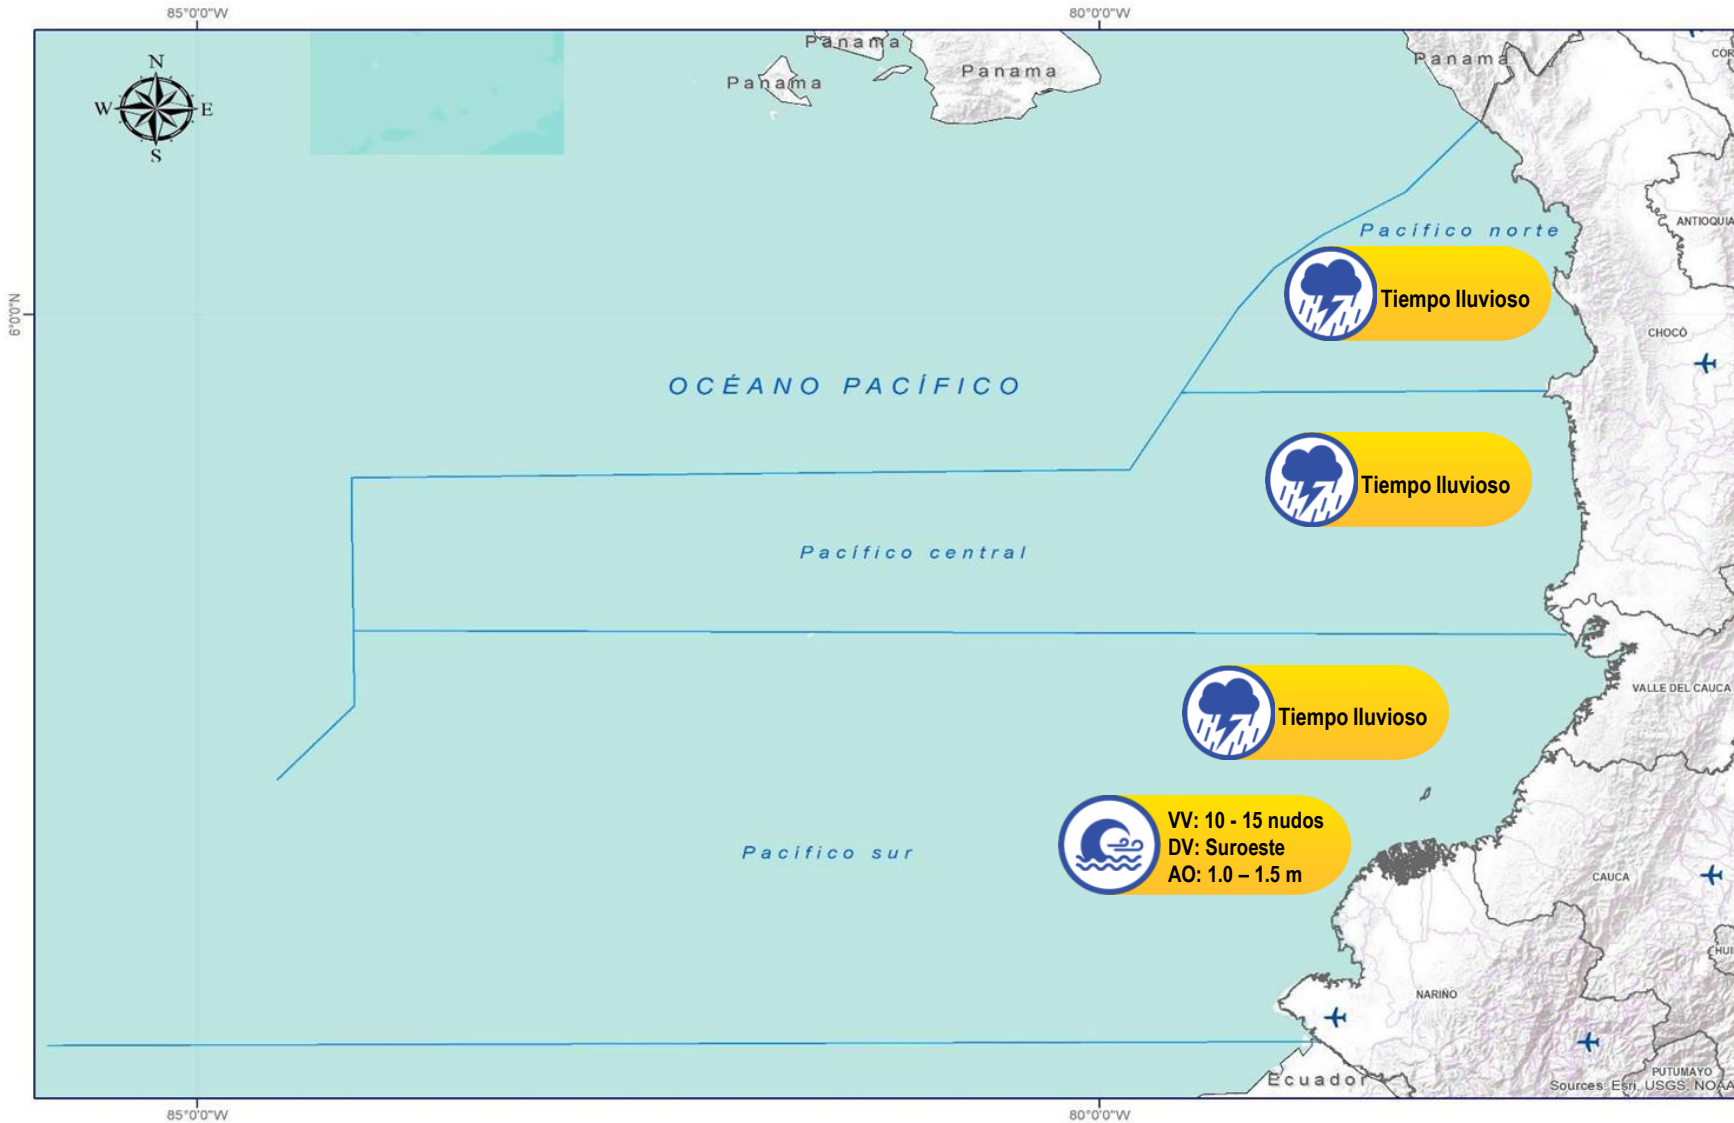 85°0'0"W
80°0'0"W
Panama
Panama
Panama
Panama
N
W
E
S
ANTIOQUIA
Pacífico norte
6°0'0"N
Tiempo lluvioso
CHOCÓ
OCÉANO PACÍFICO
Tiempo lluvioso
Pacífico central
VALLE DEL CAUCA
Tiempo lluvioso
VV: 10 - 15 nudos
DV: Suroeste
AO: 1.0 – 1.5 m
Pacífico sur
CAUCA
HUI
NARIÑO
PUTUMAYO
Ecuador
Sources: Esri, USGS, NOAA
85°0'0"W
80°0'0"W